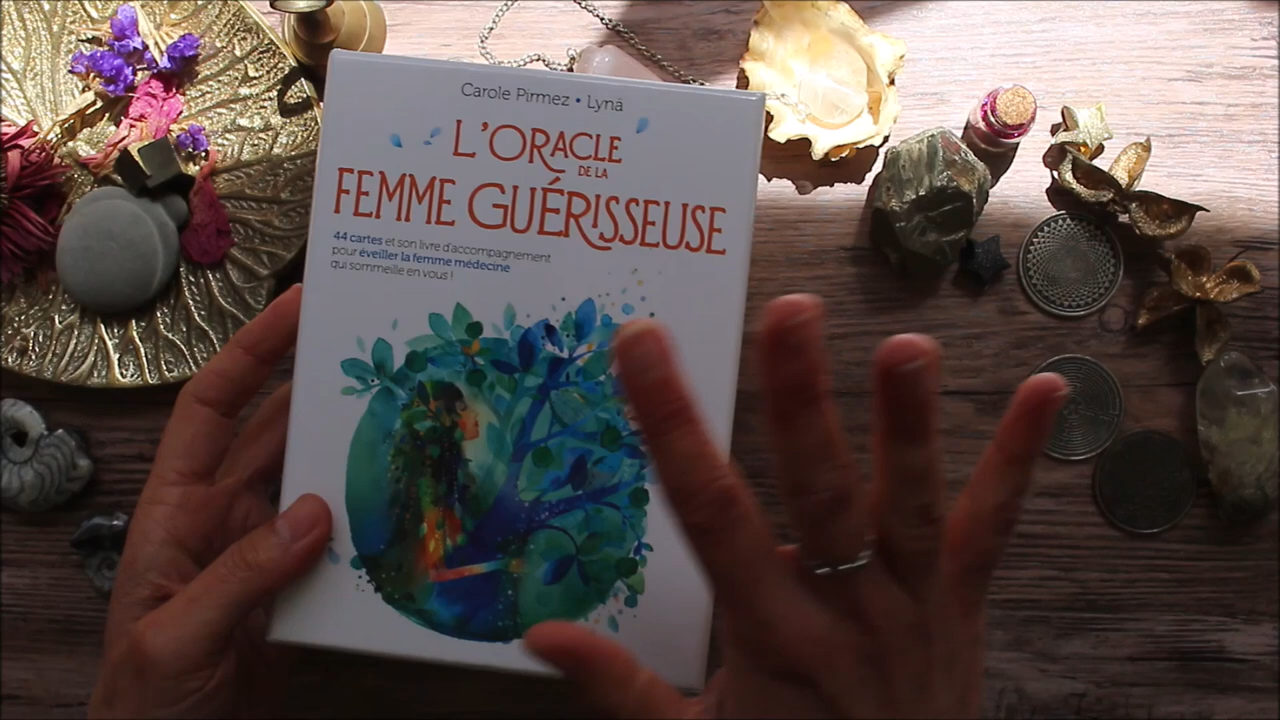 Carole Pirmez • Lynā
L'ORACLE
DE LA
FEMME GUÉRISSEUSE
44 cartes et son livre d'accompagnement
pour éveiller la femme médecine
qui sommeille en vous !